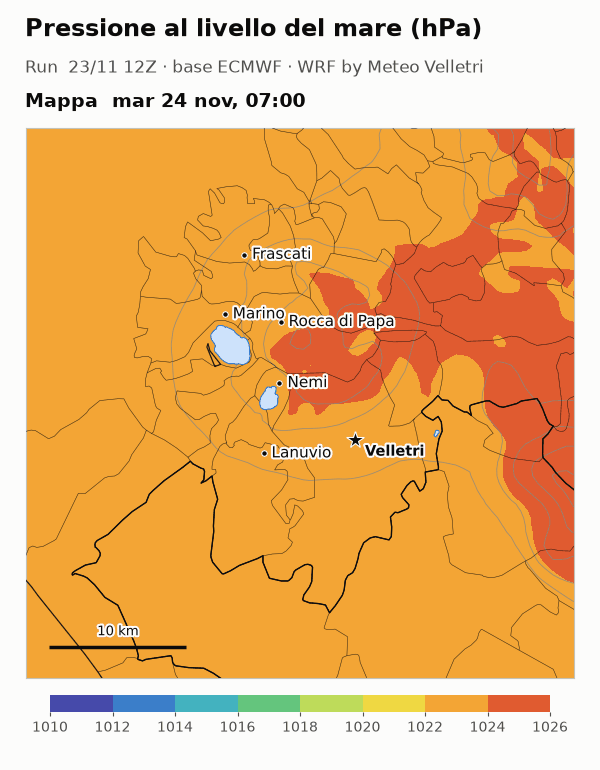 Pressione al livello del mare (hPa)
Run  23/11 12Z · base ECMWF · WRF by Meteo Velletri
Mappa  mar 24 nov, 07:00
Frascati
Marino
Rocca di Papa
Nemi
Velletri
Lanuvio
10 km
1010 1012 1014 1016 1018 1020 1022 1024 1026